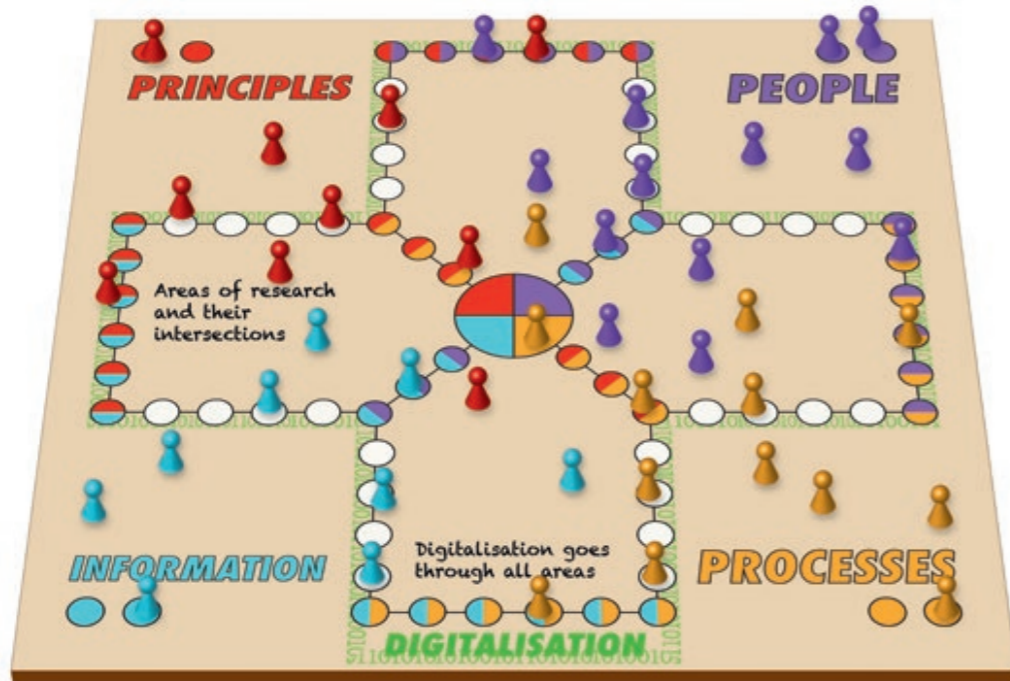 PRINCIPLES
PEOPLE
Areas of research
and their
intersections
INFORMATION
Digitalisation goes
through all areas
PROCESSES
DIGITALISATION